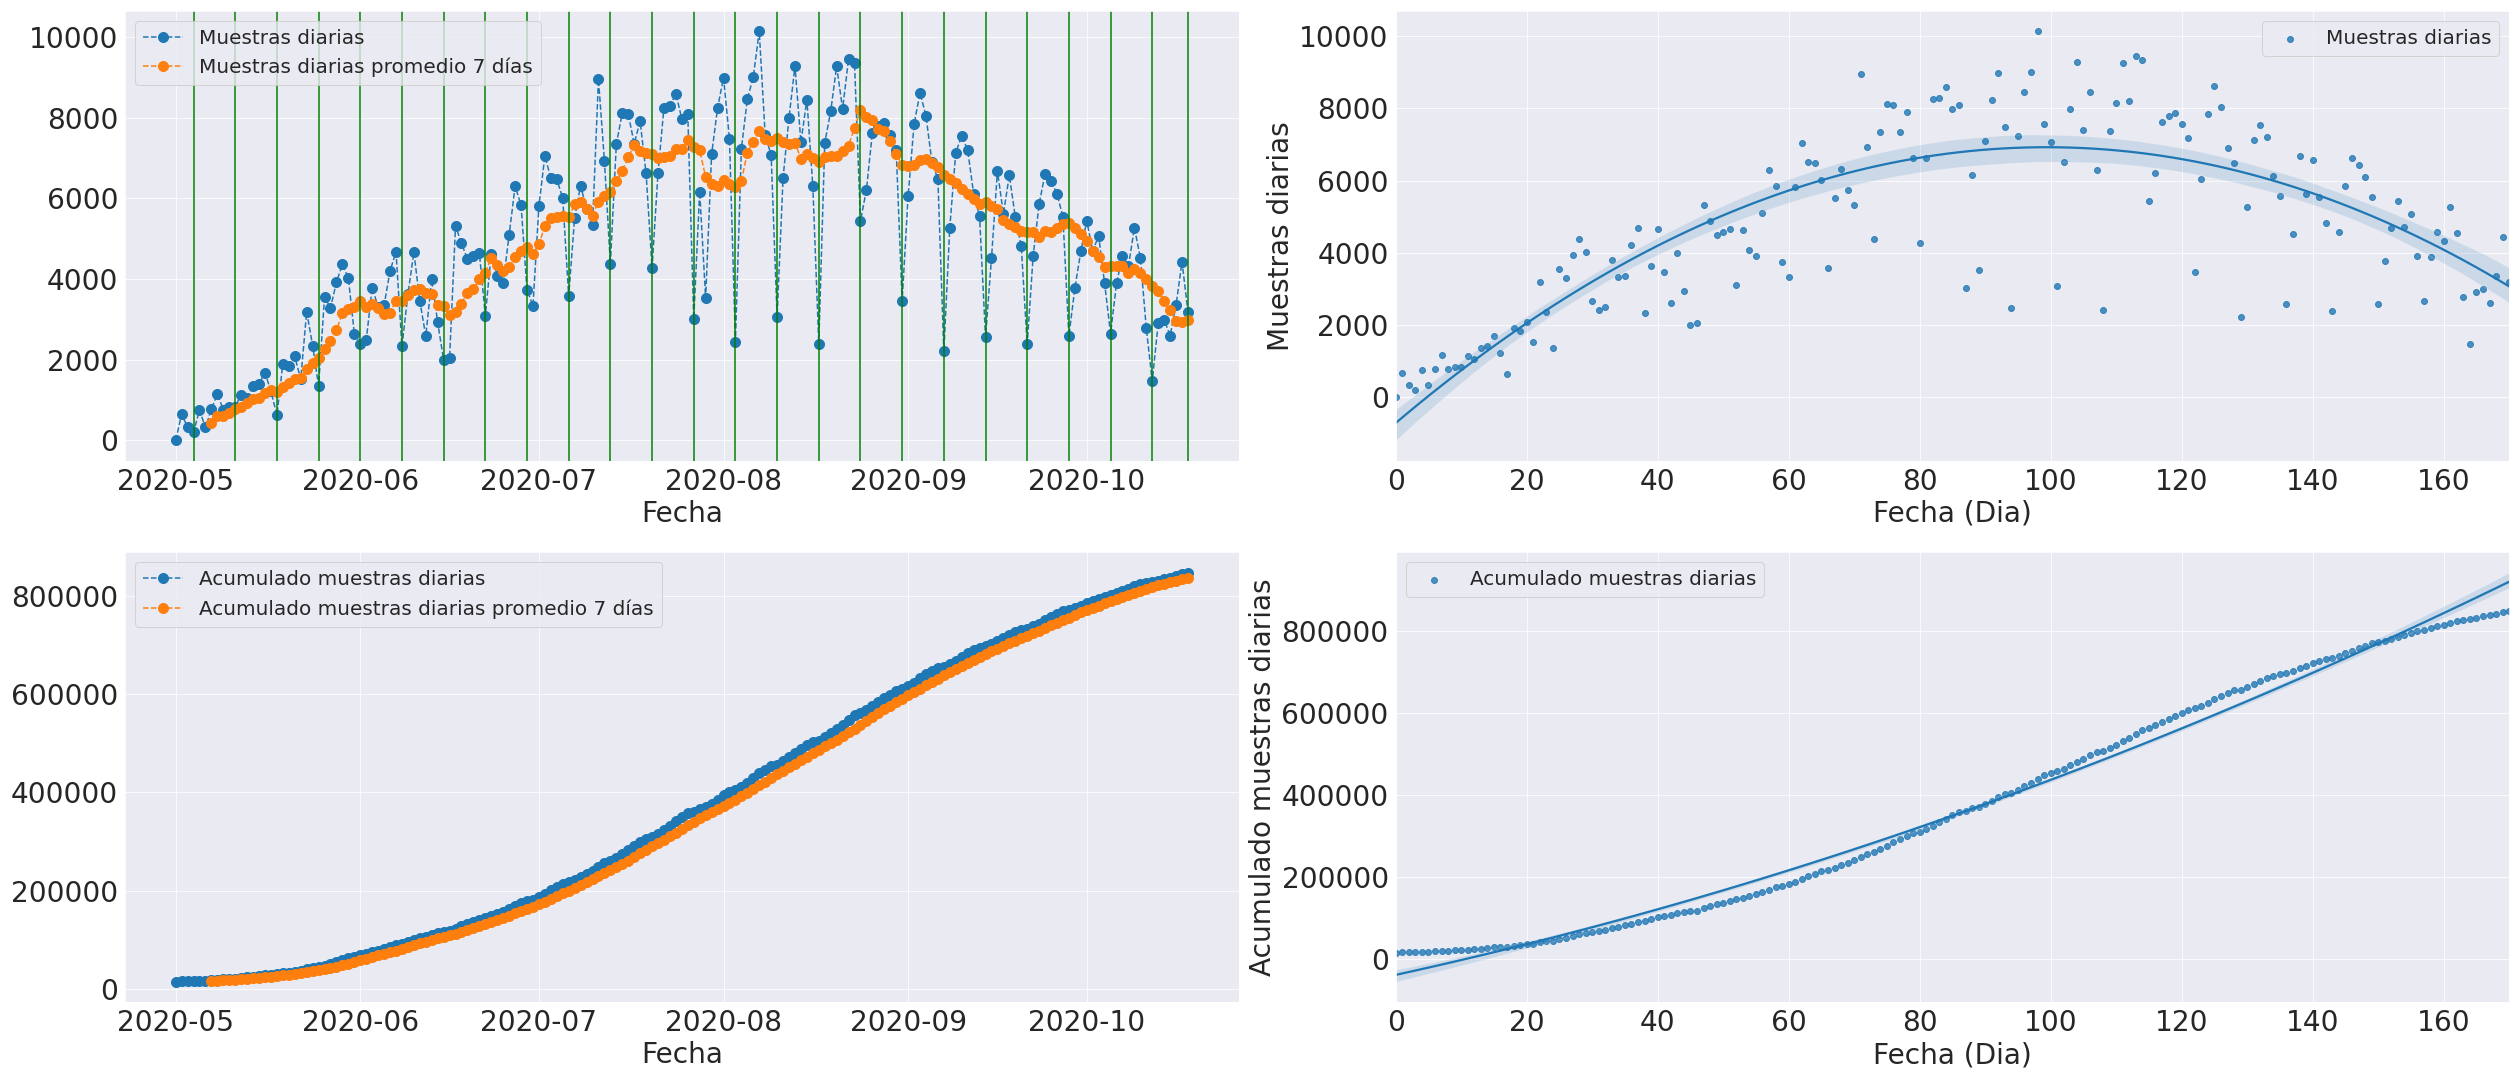 Muestras diarias
Muestras diarias promedio 7 días
10000
8000
6000
4000
2000
0
2020-05 2020-06 2020-07 2020-08 2020-09 2020-10
Fecha
Muestras diarias
Muestras diarias
10000
8000
6000
4000
2000
0
0 20 40 60 80 100 120 140 160
Fecha (Dia)
Acumulado muestras diarias
Acumulado muestras diarias promedio 7 días
800000
600000
400000
200000
0
2020-05 2020-06 2020-07 2020-08 2020-09 2020-10
Fecha
Acumulado muestras diarias
Acumulado muestras diarias
800000
600000
400000
200000
0
0 20 40 60 80 100 120 140 160
Fecha (Dia)